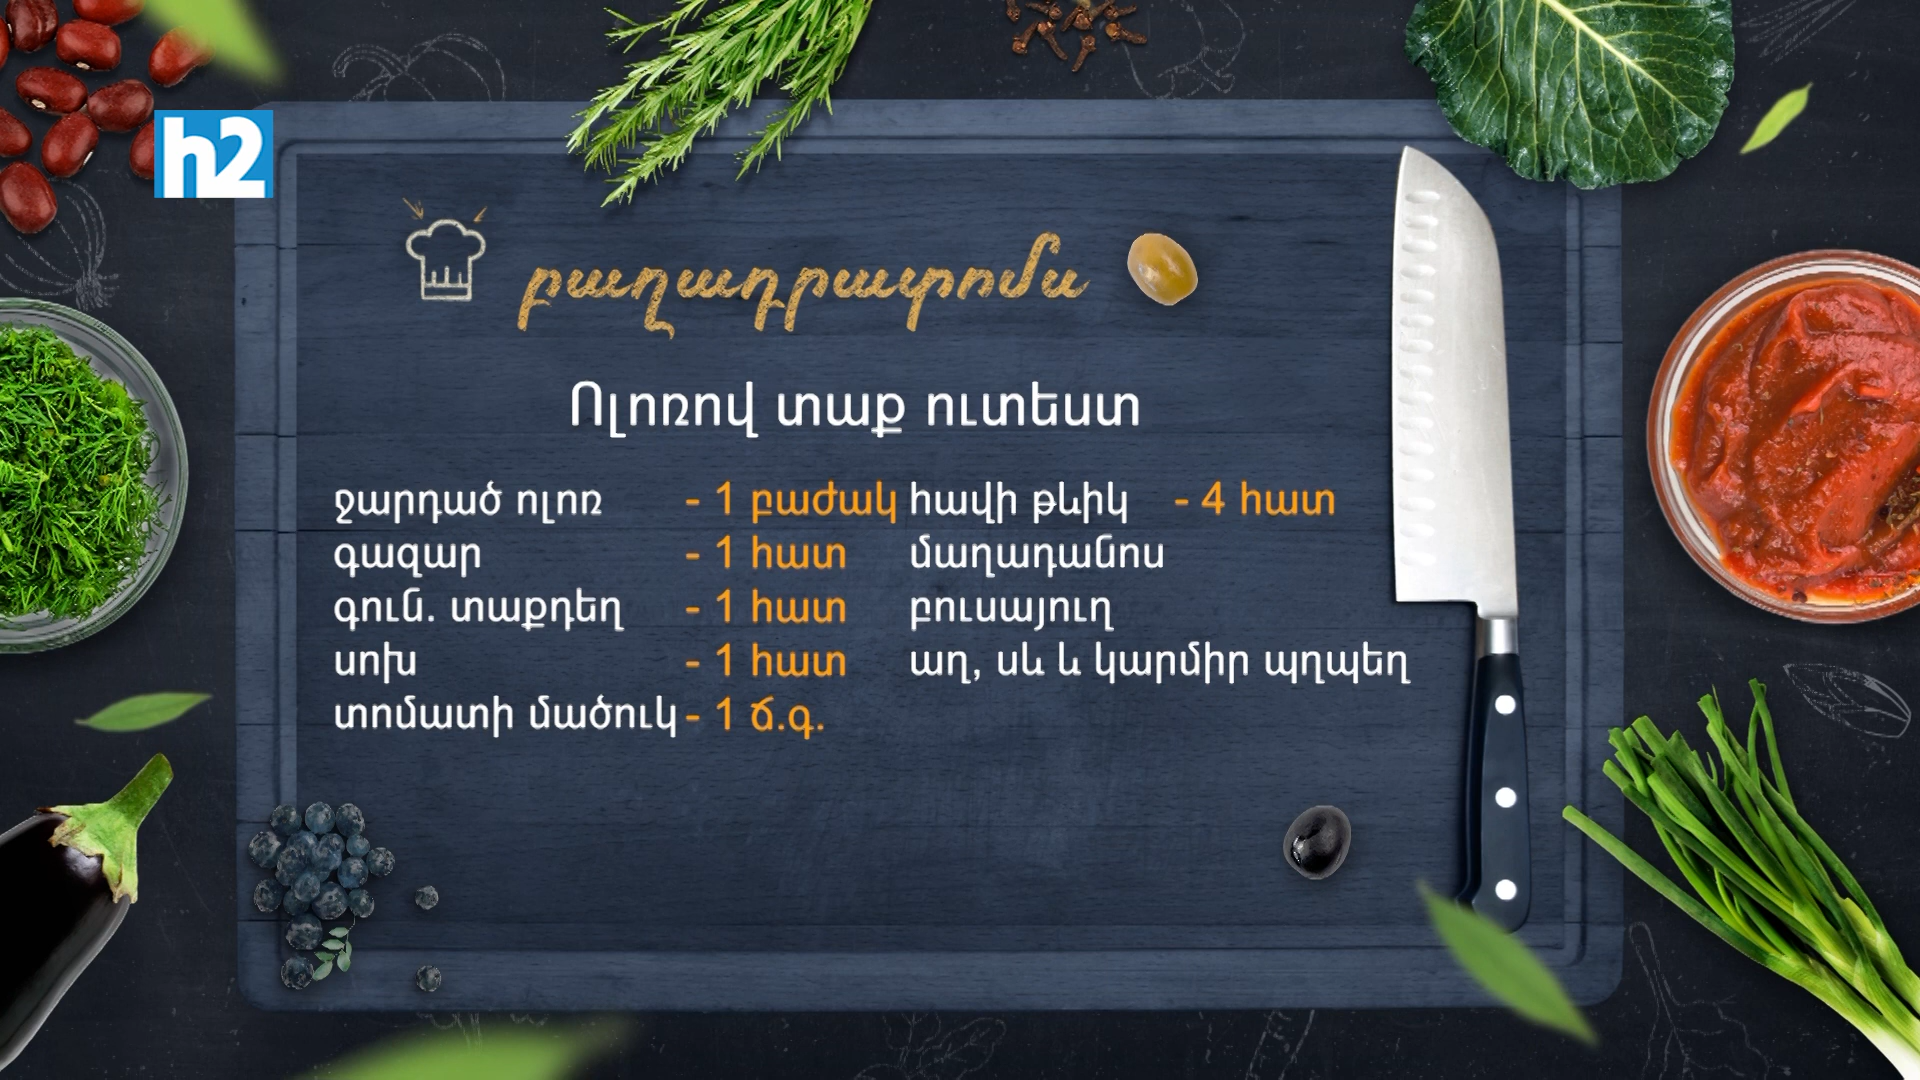 h2
բաղադրատոմս
Ոլոռով տաք ուտեստ
ջարդած ոլոռ - 1 բաժակ
գազար - 1 հատ
գուն. տաքդեղ - 1 հատ
սոխ - 1 հատ
տոմատի մածուկ - 1 ճ.գ.
հավի թևիկ - 4 հատ
մաղադանոս
բուսայուղ
աղ, սև և կարմիր պղպեղ